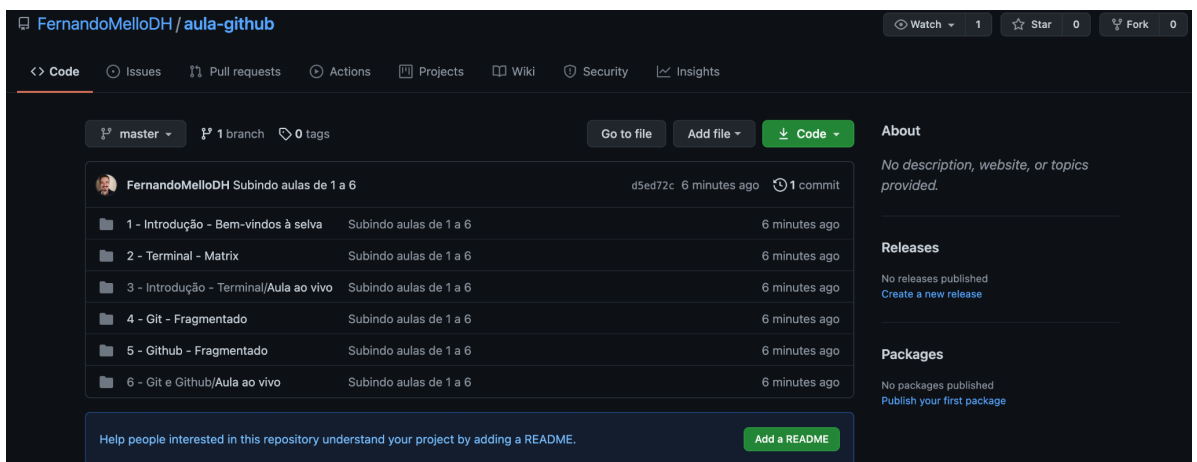 FernandoMelloDH / aula-github
Watch 1 Star 0 Fork 0
<> Code Issues Pull requests Actions Projects Wiki Security Insights
master 1 branch 0 tags Go to file Add file Code
FernandoMelloDH Subindo aulas de 1 a 6 d5ed72c 6 minutes ago 1 commit
1 - Introdução - Bem-vindos à selva Subindo aulas de 1 a 6 6 minutes ago
2 - Terminal - Matrix Subindo aulas de 1 a 6 6 minutes ago
3 - Introdução - Terminal/Aula ao vivo Subindo aulas de 1 a 6 6 minutes ago
4 - Git - Fragmentado Subindo aulas de 1 a 6 6 minutes ago
5 - Github - Fragmentado Subindo aulas de 1 a 6 6 minutes ago
6 - Git e Github/Aula ao vivo Subindo aulas de 1 a 6 6 minutes ago
Help people interested in this repository understand your project by adding a README. Add a README
About
No description, website, or topics
provided.
Releases
No releases published
Create a new release
Packages
No packages published
Publish your first package